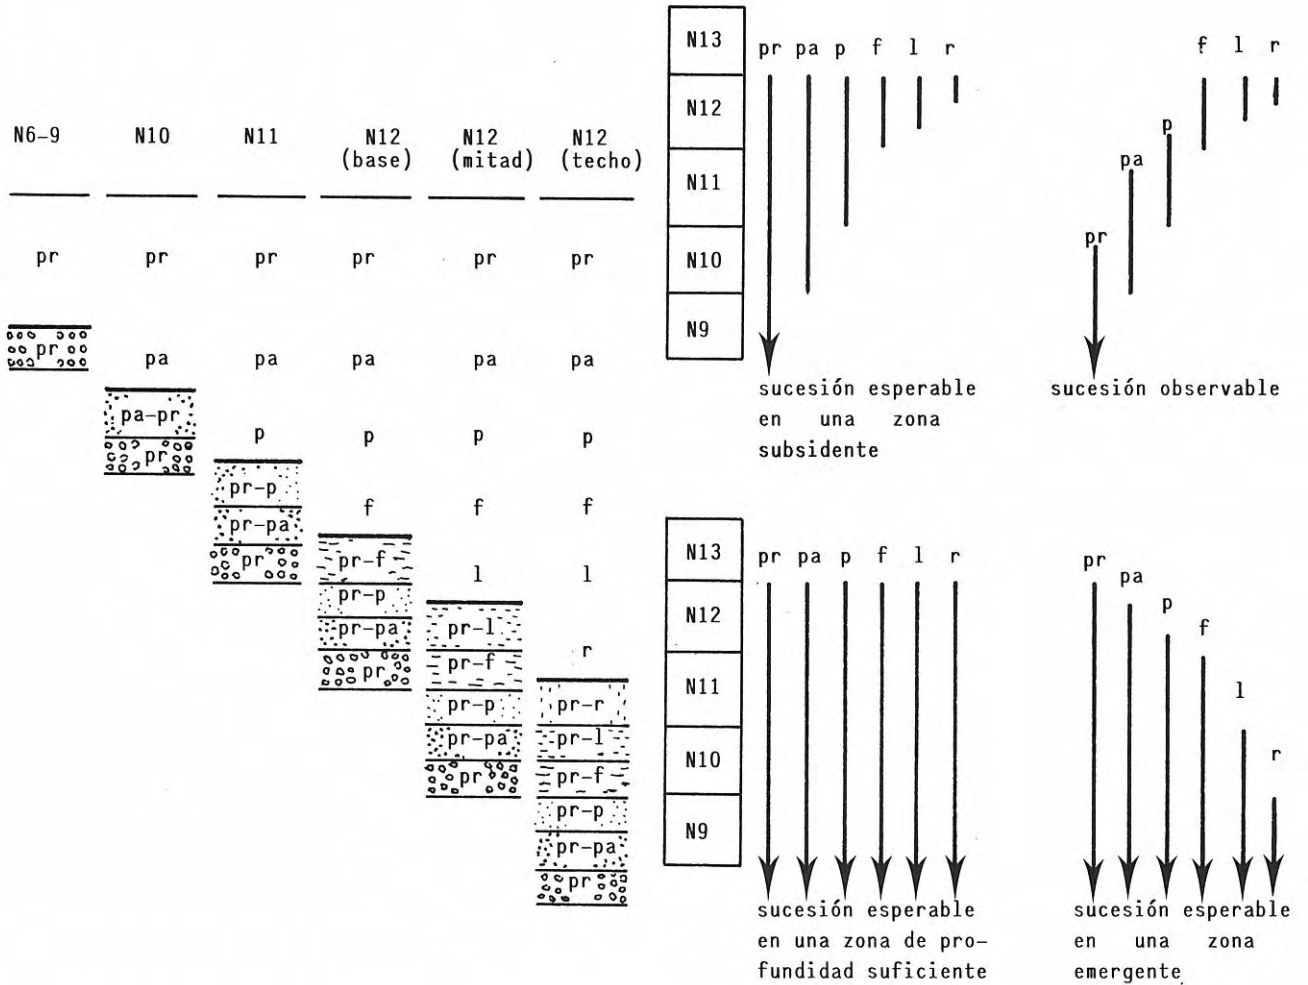 N6-9 N10 N11 N12 (base) N12 (mitad) N12 (techo)
pr pr pr pr pr pr
pr
pa pa pa pa pa
pa-pr
pr
p p p p
pr-p
pr-pa
pr
f f f
pr-f
pr-p
pr-pa
pr
l l
pr-l
pr-f
pr-p
pr-pa
pr
r
pr-r
pr-l
pr-f
pr-p
pr-pa
pr
N13
N12
N11
N10
N9
pr pa p f l r
sucesión esperable
en una zona
subsidente
f l r
p
pa
pr
sucesión observable
N13
N12
N11
N10
N9
pr pa p f l r
sucesión esperable
en una zona de pro-
fundidad suficiente
pr
pa
p
f
l
r
sucesión esperable
en una zona
emergente